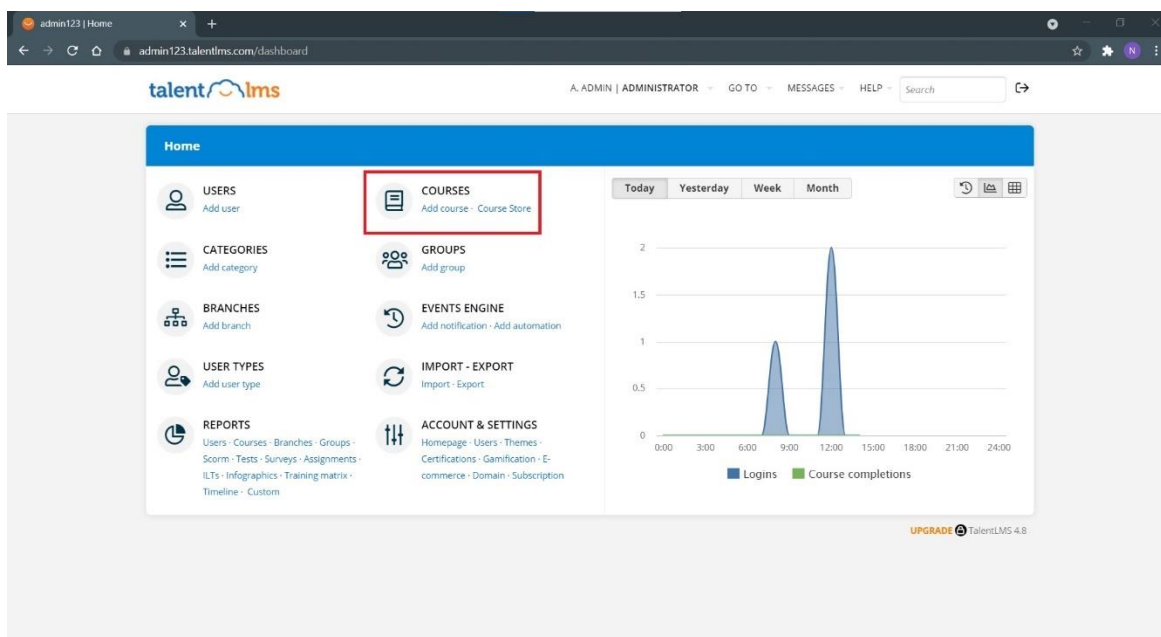 admin123 | Home
admin123.talentlms.com/dashboard
N
talentlms
A. ADMIN | ADMINISTRATOR GO TO MESSAGES HELP Search
Home
USERS
Add user
COURSES
Add course · Course Store
CATEGORIES
Add category
GROUPS
Add group
BRANCHES
Add branch
EVENTS ENGINE
Add notification · Add automation
USER TYPES
Add user type
IMPORT - EXPORT
Import · Export
REPORTS
Users · Courses · Branches · Groups ·
Scorm · Tests · Surveys · Assignments ·
ILTs · Infographics · Training matrix ·
Timeline · Custom
ACCOUNT & SETTINGS
Homepage · Users · Themes ·
Certifications · Gamification · E-
commerce · Domain · Subscription
Today Yesterday Week Month
2
1.5
1
0.5
0
0:00 3:00 6:00 9:00 12:00 15:00 18:00 21:00 24:00
Logins Course completions
UPGRADE TalentLMS 4.8